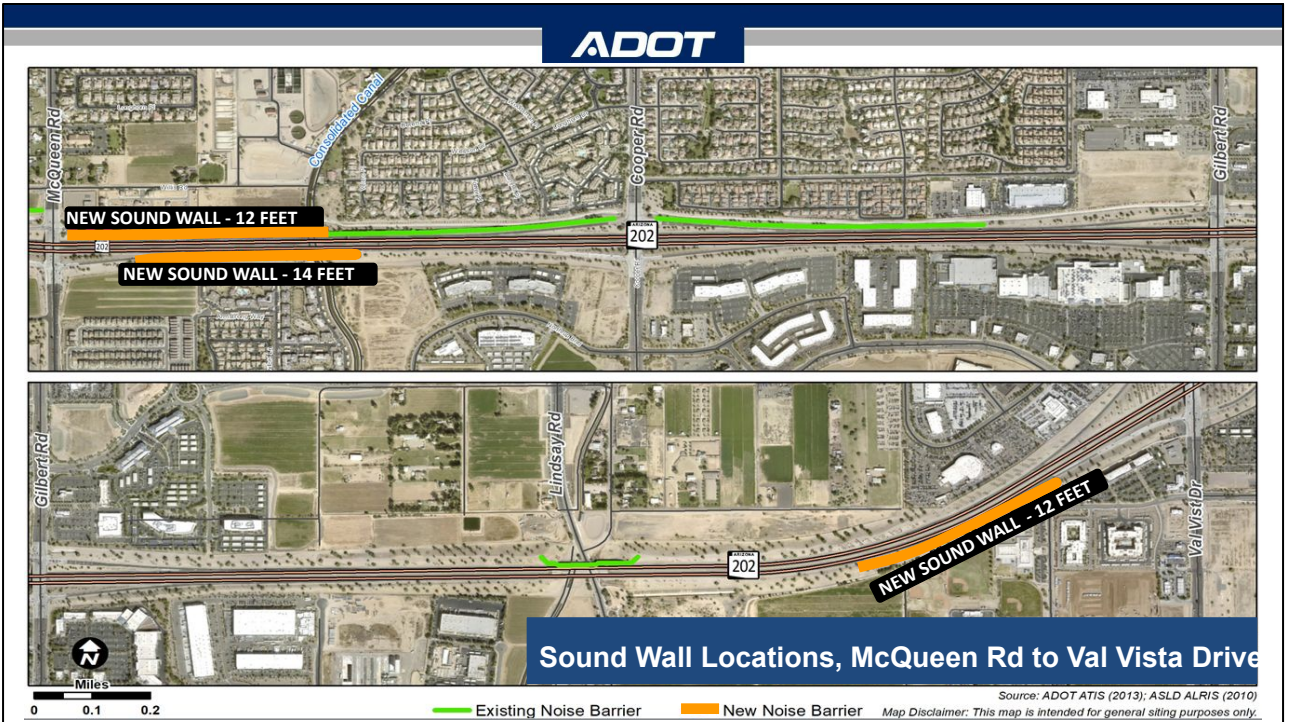 ADOT
McQueen Rd
Consolidated Canal
Cooper Rd
Gilbert Rd
NEW SOUND WALL - 12 FEET
202
ARIZONA
202
NEW SOUND WALL - 14 FEET
Gilbert Rd
Lindsay Rd
Val Vist Dr
ARIZONA
202
NEW SOUND WALL - 12 FEET
N
Sound Wall Locations, McQueen Rd to Val Vista Drive
Miles
0 0.1 0.2
Existing Noise Barrier New Noise Barrier
Source: ADOT ATIS (2013); ASLD ALRIS (2010)
Map Disclaimer: This map is intended for general siting purposes only.